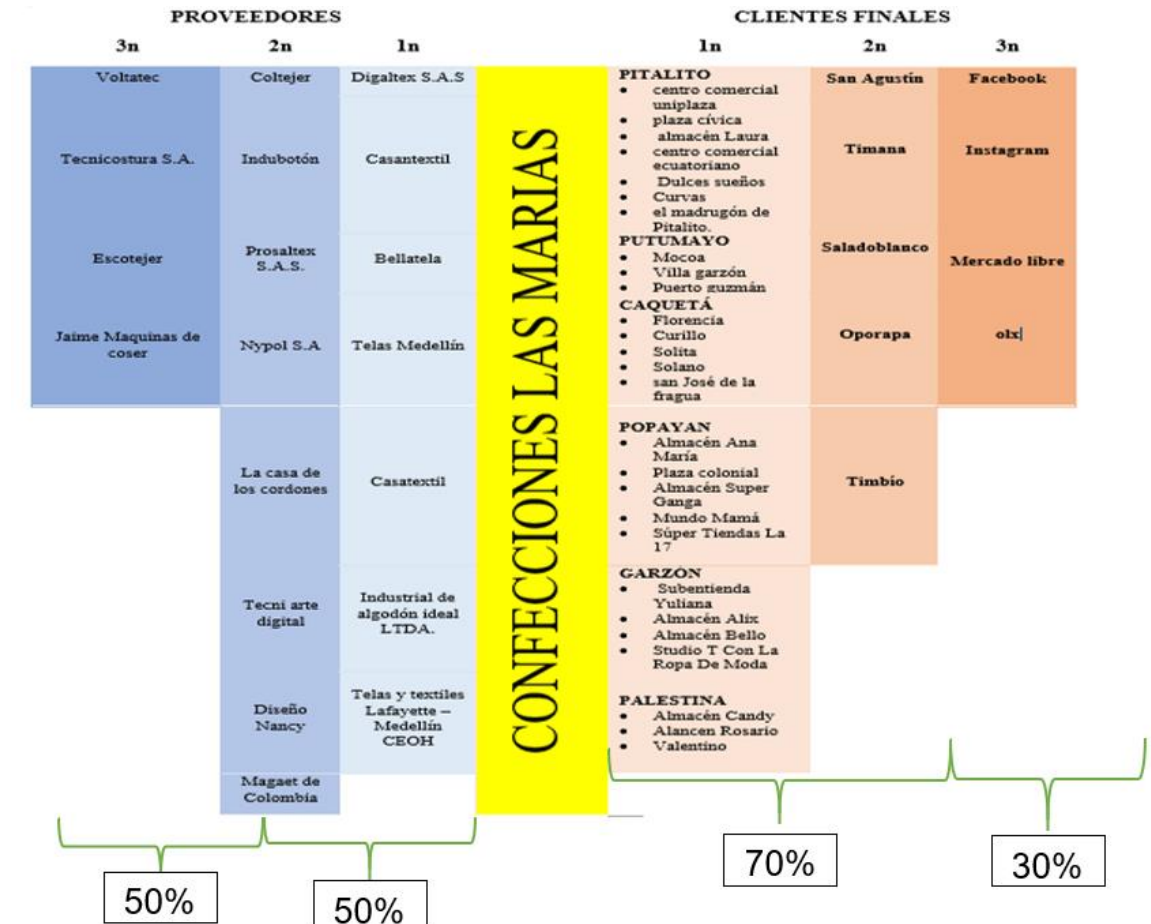 PROVEEDORES
3n
2n
1n
Voltatec
Tecnicostura S.A.
Escotejer
Jaime Maquinas de
coser
Coltejer
Indubotón
Prosaltex
S.A.S.
Nypol S.A
La casa de
los cordones
Tecni arte
digital
Diseño
Nancy
Magaet de
Colombia
Digaltex S.A.S
Casantextil
Bellatela
Telas Medellín
Casatextil
Industrial de
algodón ideal
LTDA.
Telas y textiles
Lafayette –
Medellín
CEOH
CONFECCIONES LAS MARIAS
CLIENTES FINALES
1n
2n
3n
PITALITO
• centro comercial
uniplaza
• plaza cívica
• almacén Laura
• centro comercial
ecuatoriano
• Dulces sueños
• Curvas
• el madrugón de
Pitalito.
PUTUMAYO
• Mocoa
• Villa garzón
• Puerto guzmán
CAQUETÁ
• Florencia
• Curillo
• Solita
• Solano
• san José de la
fragua
POPAYAN
• Almacén Ana
María
• Plaza colonial
• Almacén Super
Ganga
• Mundo Mamá
• Súper Tiendas La
17
GARZÓN
• Subentienda
Yuliana
• Almacén Alix
• Almacén Bello
• Studio T Con La
Ropa De Moda
PALESTINA
• Almacén Candy
• Alancen Rosario
• Valentino
San Agustín
Timana
Saladoblanco
Oporapa
Timbío
Facebook
Instagram
Mercado libre
olx
50%
50%
70%
30%